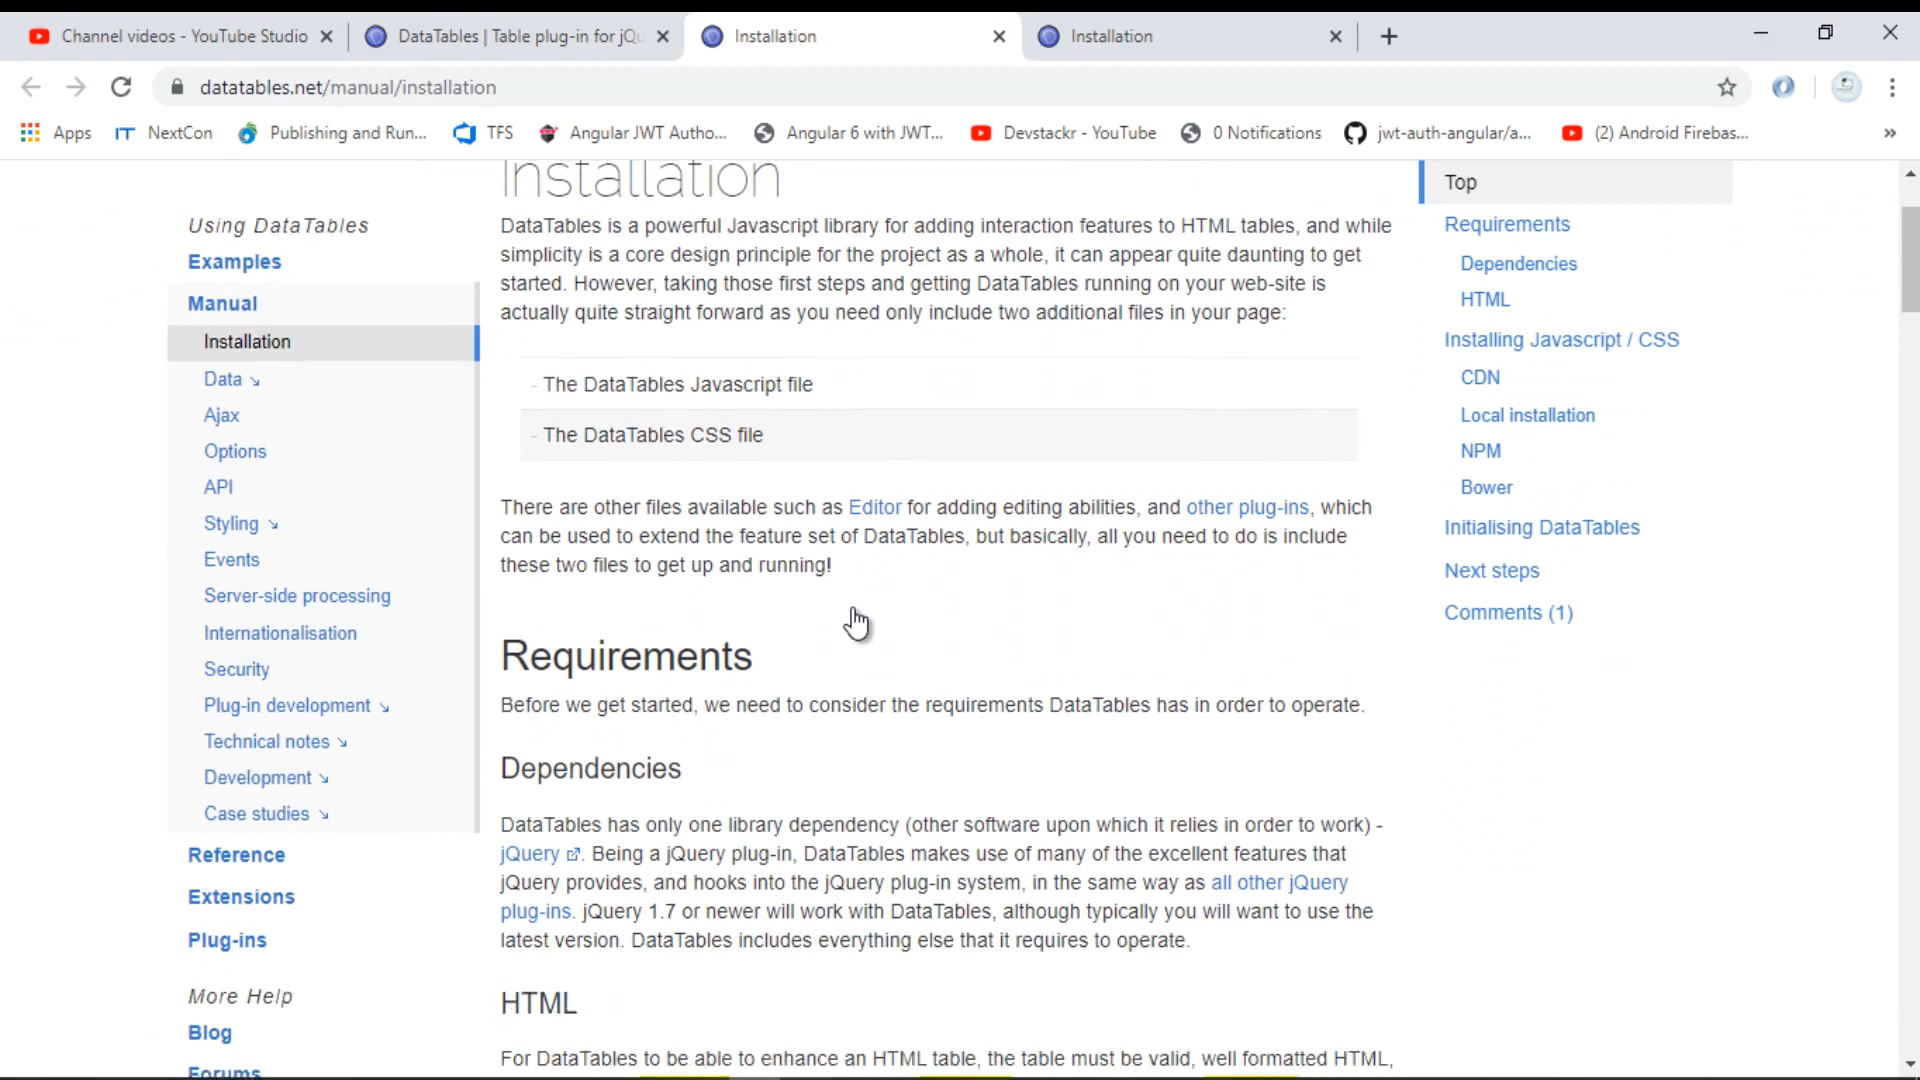 Channel videos - YouTube Studio
DataTables | Table plug-in for jQu
Installation
Installation
datatables.net/manual/installation
Apps
NextCon
Publishing and Run...
TFS
Angular JWT Autho...
Angular 6 with JWT...
Devstackr - YouTube
0 Notifications
jwt-auth-angular/a...
(2) Android Firebas...
»
Using DataTables
Examples
Manual
Installation
Data
Ajax
Options
API
Styling
Events
Server-side processing
Internationalisation
Security
Plug-in development
Technical notes
Development
Case studies
Reference
Extensions
Plug-ins
More Help
Blog
Forums
Installation
DataTables is a powerful Javascript library for adding interaction features to HTML tables, and while
simplicity is a core design principle for the project as a whole, it can appear quite daunting to get
started. However, taking those first steps and getting DataTables running on your web-site is
actually quite straight forward as you need only include two additional files in your page:
- The DataTables Javascript file
- The DataTables CSS file
There are other files available such as Editor for adding editing abilities, and other plug-ins, which
can be used to extend the feature set of DataTables, but basically, all you need to do is include
these two files to get up and running!
Requirements
Before we get started, we need to consider the requirements DataTables has in order to operate.
Dependencies
DataTables has only one library dependency (other software upon which it relies in order to work) -
jQuery. Being a jQuery plug-in, DataTables makes use of many of the excellent features that
jQuery provides, and hooks into the jQuery plug-in system, in the same way as all other jQuery
plug-ins. jQuery 1.7 or newer will work with DataTables, although typically you will want to use the
latest version. DataTables includes everything else that it requires to operate.
HTML
For DataTables to be able to enhance an HTML table, the table must be valid, well formatted HTML,
Top
Requirements
Dependencies
HTML
Installing Javascript / CSS
CDN
Local installation
NPM
Bower
Initialising DataTables
Next steps
Comments (1)